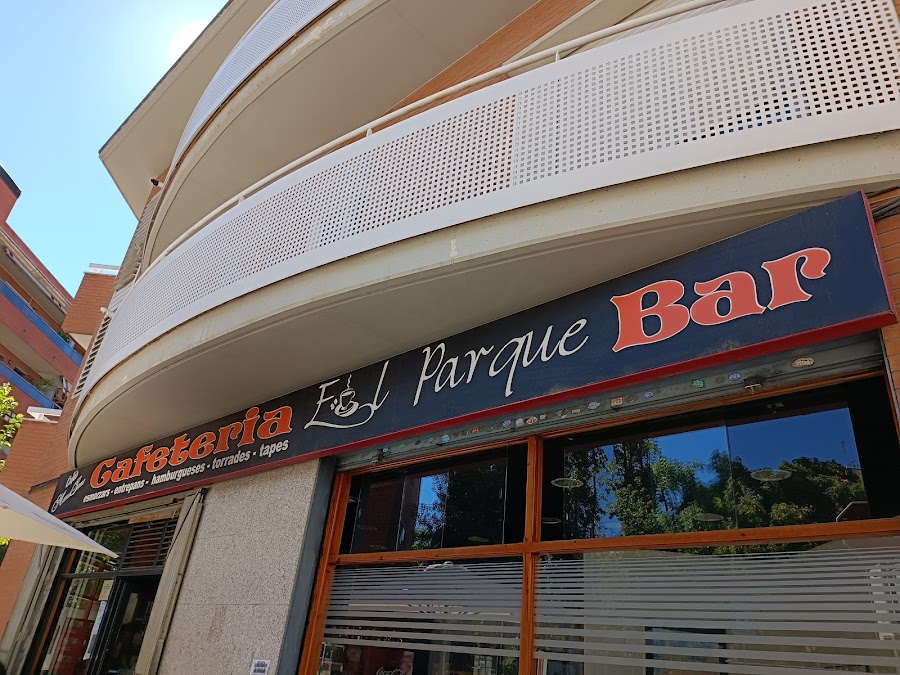 Cafeteria El Parque Bar
esmorzars - entrepans - hamburgueses - torrades - tapes